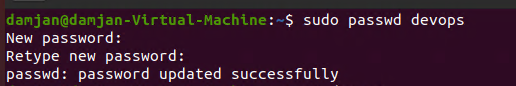 damjan@damjan-Virtual-Machine:~$ sudo passwd devops
New password:
Retype new password:
passwd: password updated successfully